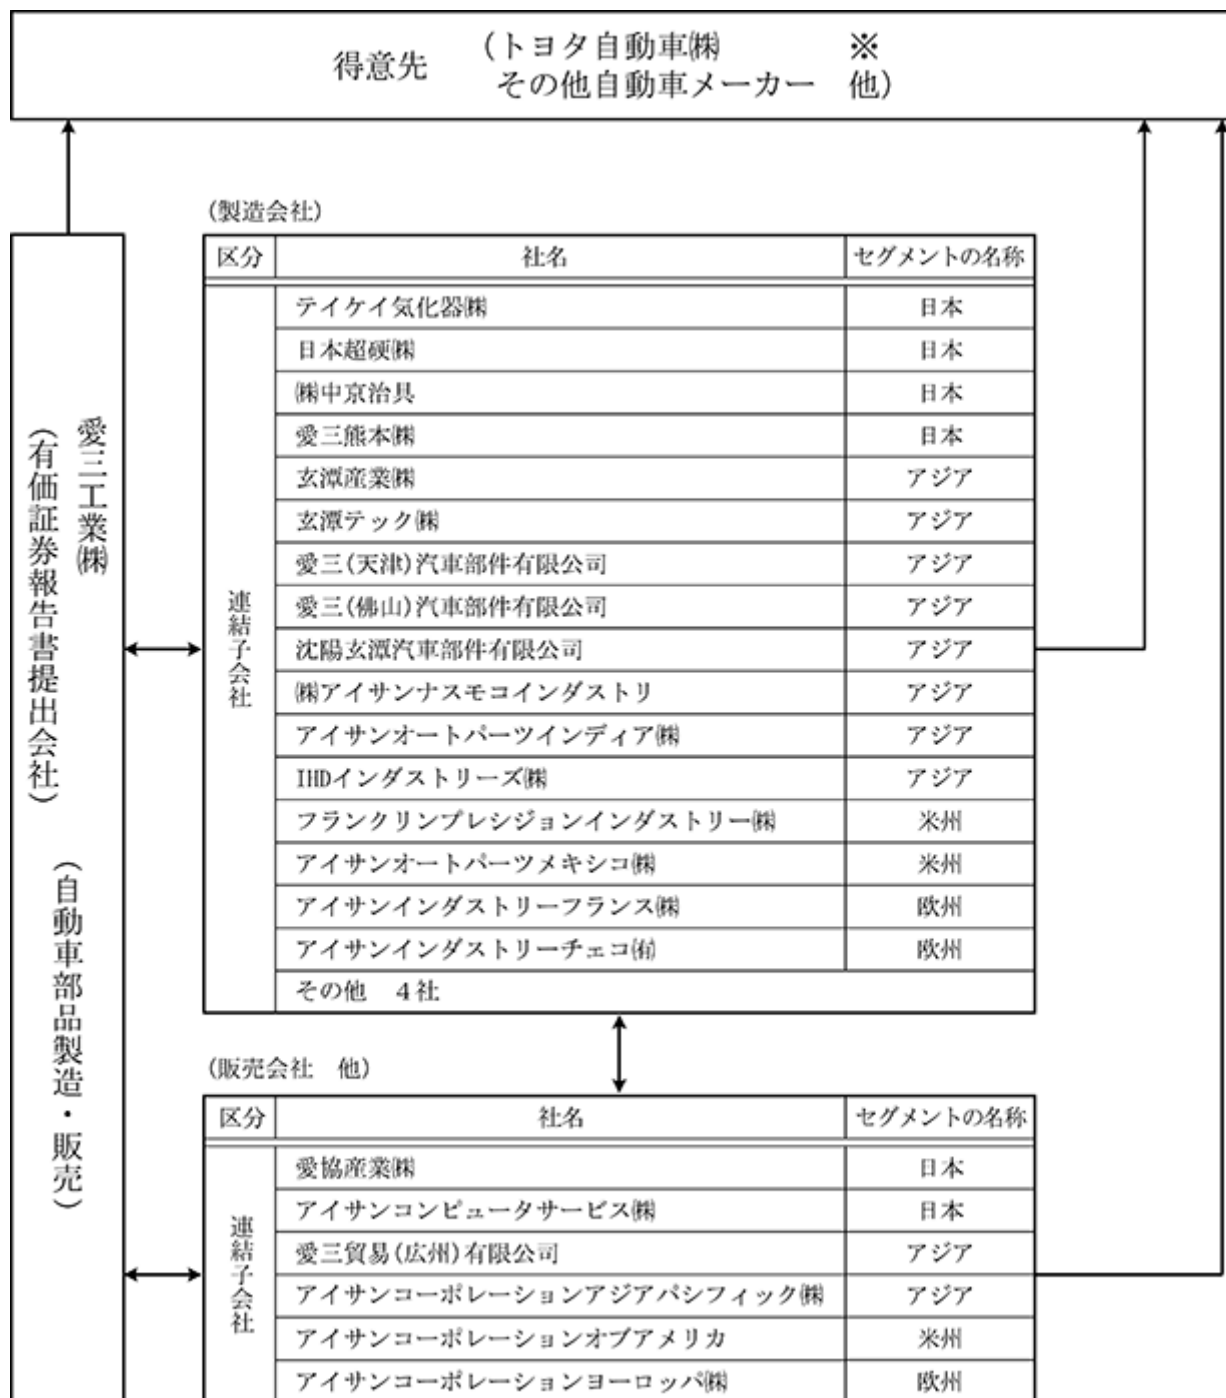 得意先 (トヨタ自動車㈱ ※
その他自動車メーカー 他)
愛三工業㈱
(有価証券報告書提出会社)
(自動車部品製造・販売)
(製造会社)
区分 社名 セグメントの名称
連結子会社
テイケイ気化器㈱ 日本
日本超硬㈱ 日本
㈱中京治具 日本
愛三熊本㈱ 日本
玄潭産業㈱ アジア
玄潭テック㈱ アジア
愛三(天津)汽車部件有限公司 アジア
愛三(佛山)汽車部件有限公司 アジア
沈陽玄潭汽車部件有限公司 アジア
㈱アイサンナスモコインダストリ アジア
アイサンオートパーツインディア㈱ アジア
IHDインダストリーズ㈱ アジア
フランクリンプレシジョンインダストリー㈱ 米州
アイサンオートパーツメキシコ㈱ 米州
アイサンインダストリーフランス㈱ 欧州
アイサンインダストリーチェコ㈲ 欧州
その他 4社
(販売会社 他)
区分 社名 セグメントの名称
連結子会社
愛協産業㈱ 日本
アイサンコンピュータサービス㈱ 日本
愛三貿易(広州)有限公司 アジア
アイサンコーポレーションアジアパシフィック㈱ アジア
アイサンコーポレーションオブアメリカ 米州
アイサンコーポレーションヨーロッパ㈱ 欧州